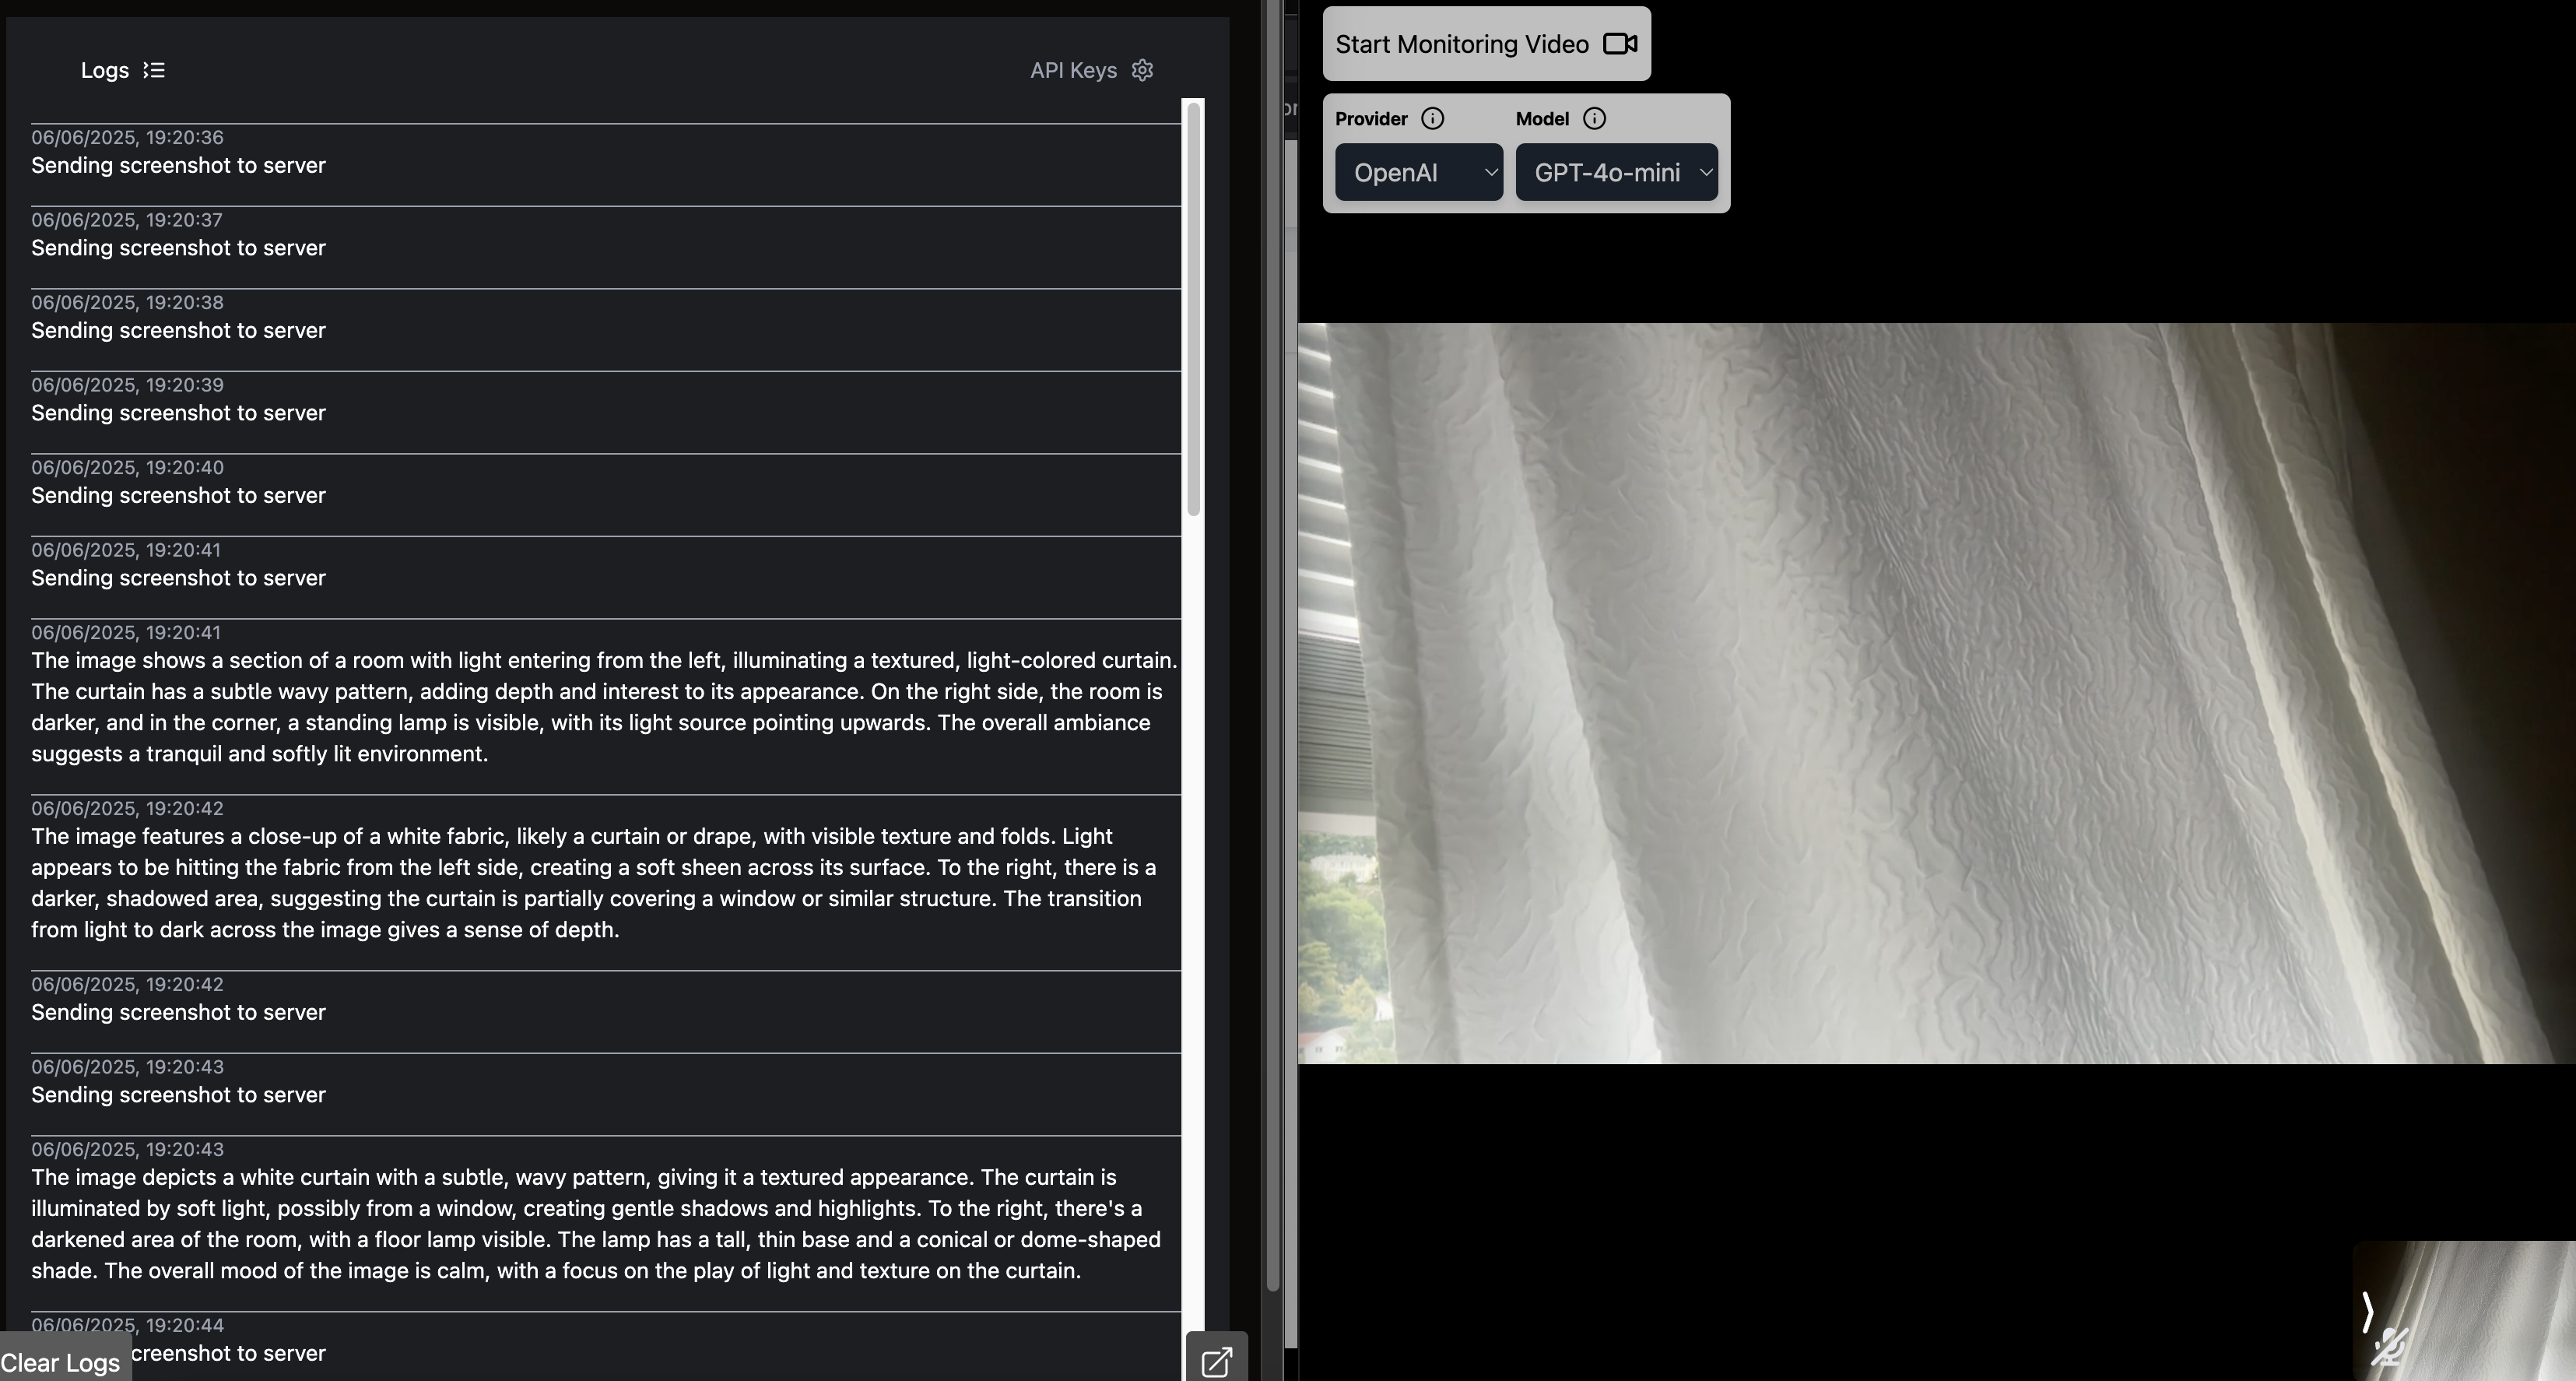 Logs
API Keys
06/06/2025, 19:20:36
Sending screenshot to server
06/06/2025, 19:20:37
Sending screenshot to server
06/06/2025, 19:20:38
Sending screenshot to server
06/06/2025, 19:20:39
Sending screenshot to server
06/06/2025, 19:20:40
Sending screenshot to server
06/06/2025, 19:20:41
Sending screenshot to server
06/06/2025, 19:20:41
The image shows a section of a room with light entering from the left, illuminating a textured, light-colored curtain.
The curtain has a subtle wavy pattern, adding depth and interest to its appearance. On the right side, the room is
darker, and in the corner, a standing lamp is visible, with its light source pointing upwards. The overall ambiance
suggests a tranquil and softly lit environment.
06/06/2025, 19:20:42
The image features a close-up of a white fabric, likely a curtain or drape, with visible texture and folds. Light
appears to be hitting the fabric from the left side, creating a soft sheen across its surface. To the right, there is a
darker, shadowed area, suggesting the curtain is partially covering a window or similar structure. The transition
from light to dark across the image gives a sense of depth.
06/06/2025, 19:20:42
Sending screenshot to server
06/06/2025, 19:20:43
Sending screenshot to server
06/06/2025, 19:20:43
The image depicts a white curtain with a subtle, wavy pattern, giving it a textured appearance. The curtain is
illuminated by soft light, possibly from a window, creating gentle shadows and highlights. To the right, there's a
darkened area of the room, with a floor lamp visible. The lamp has a tall, thin base and a conical or dome-shaped
shade. The overall mood of the image is calm, with a focus on the play of light and texture on the curtain.
06/06/2025, 19:20:44
creenshot to server
Clear Logs
Start Monitoring Video
Provider
Model
OpenAI
GPT-4o-mini